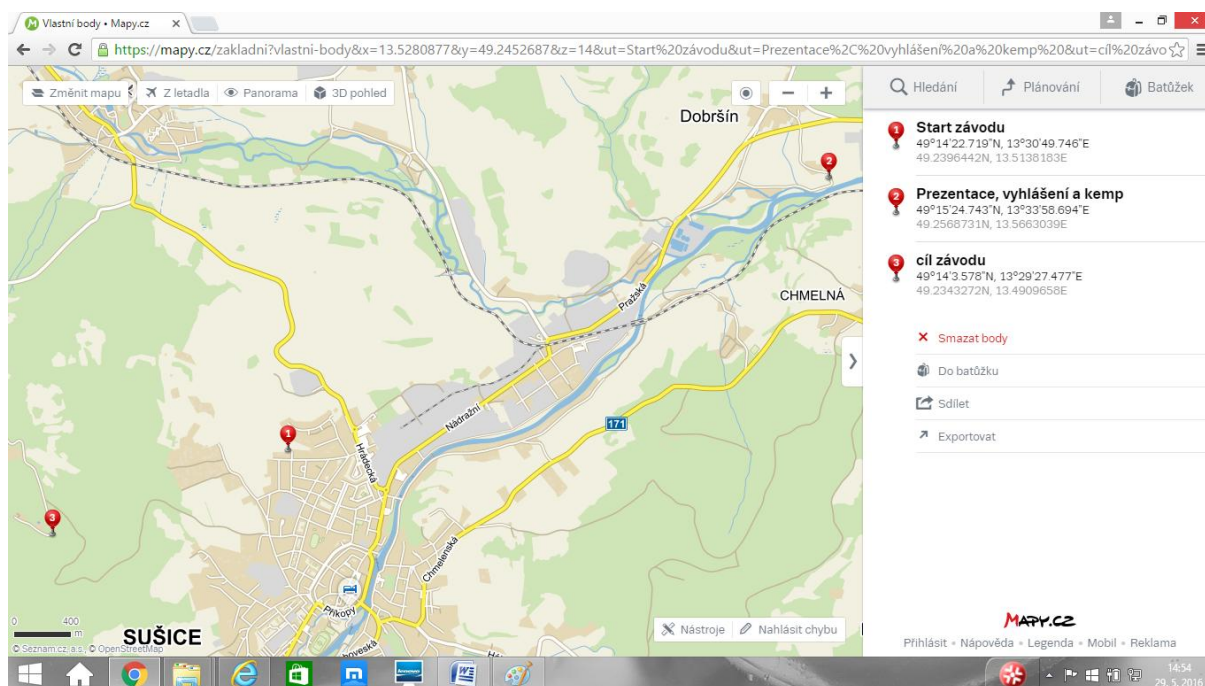 Vlastní body • Mapy.cz
https://mapy.cz/zakladni?vlastni-body&x=13.5280877&y=49.2452687&z=14&ut=Start%20závodu&ut=Prezentace%2C%20vyhlášení%20a%20kemp%20&ut=cíl%20závo
Změnit mapu
Z letadla
Panorama
3D pohled
Hledání
Plánování
Batůžek
Dobršín
2
CHMELNÁ
Pražská
Nádražní
171
Hrádecká
1
3
Chmelenská
Příkopy
SUŠICE
0 400
m
© Seznam.cz, a.s., © OpenStreetMap
Nástroje
Nahlásit chybu
1 Start závodu
49°14'22.719"N, 13°30'49.746"E
49.2396442N, 13.5138183E
2 Prezentace, vyhlášení a kemp
49°15'24.743"N, 13°33'58.694"E
49.2568731N, 13.5663039E
3 cíl závodu
49°14'3.578"N, 13°29'27.477"E
49.2343272N, 13.4909658E
Smazat body
Do batůžku
Sdílet
Exportovat
MAPY.CZ
Přihlásit • Nápověda • Legenda • Mobil • Reklama
14:54
29. 5. 2016